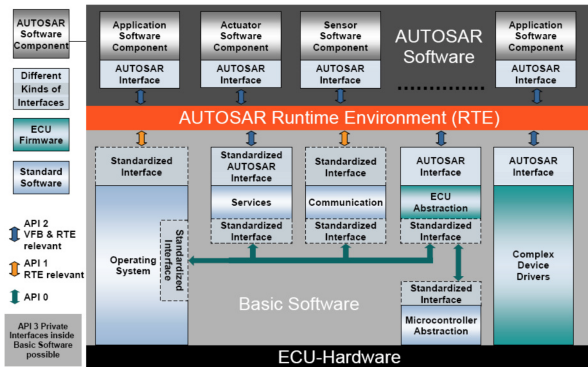 AUTOSAR
Software
Component
Different
Kinds of
Interfaces
ECU
Firmware
Standard
Software
API 2
VFB & RTE
relevant
API 1
RTE relevant
API 0
API 3 Private
Interfaces inside
Basic Software
possible
Application
Software
Component
AUTOSAR
Interface
Actuator
Software
Component
AUTOSAR
Interface
Sensor
Software
Component
AUTOSAR
Interface
AUTOSAR
Software
Application
Software
Component
AUTOSAR
Interface
AUTOSAR Runtime Environment (RTE)
Standardized
Interface
Operating
System
Standardized
Interface
Standardized
AUTOSAR
Interface
Services
Standardized
Interface
Standardized
Interface
Communication
Standardized
Interface
AUTOSAR
Interface
ECU
Abstraction
Standardized
Interface
Standardized
Interface
Microcontroller
Abstraction
AUTOSAR
Interface
Complex
Device
Drivers
Basic Software
ECU-Hardware